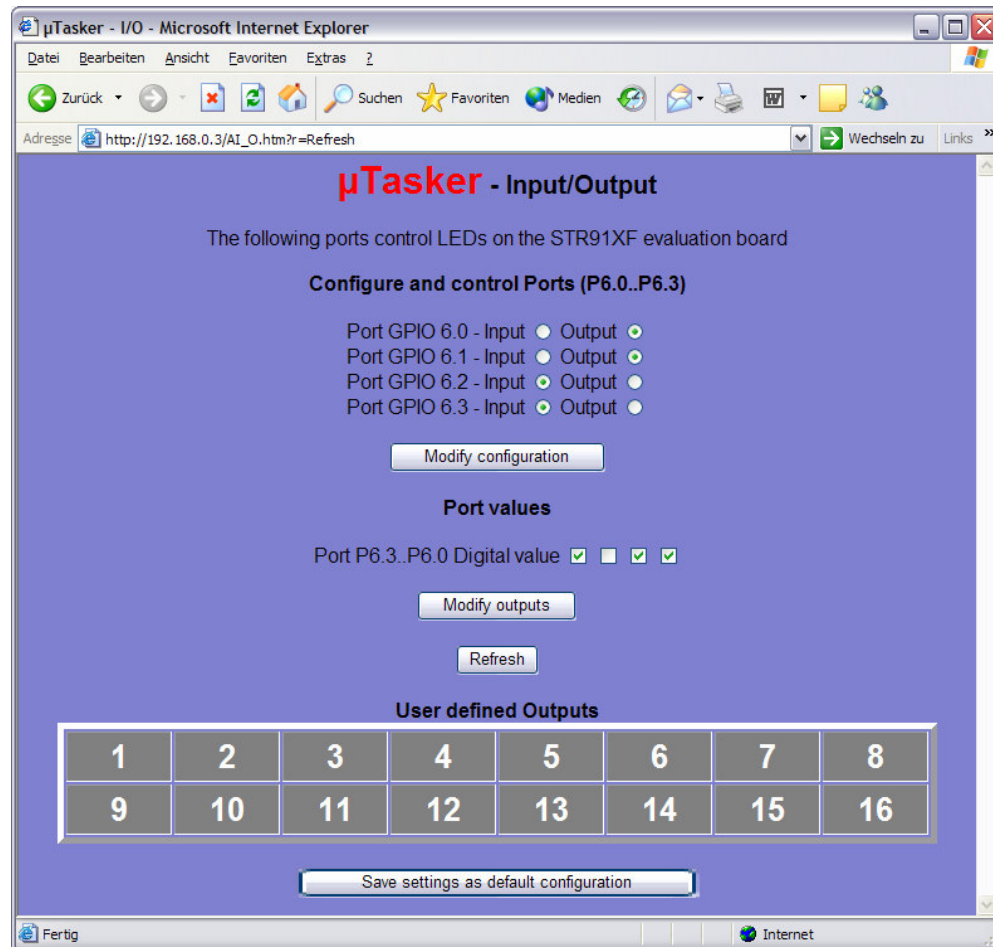 µTasker - I/O - Microsoft Internet Explorer
Datei Bearbeiten Ansicht Favoriten Extras ?
Zurück Suchen Favoriten Medien
Adresse http://192.168.0.3/AI_O.htm?r=Refresh Wechseln zu Links »
µTasker - Input/Output
The following ports control LEDs on the STR91XF evaluation board
Configure and control Ports (P6.0..P6.3)
Port GPIO 6.0 - Input Output
Port GPIO 6.1 - Input Output
Port GPIO 6.2 - Input Output
Port GPIO 6.3 - Input Output
Modify configuration
Port values
Port P6.3..P6.0 Digital value
Modify outputs
Refresh
User defined Outputs
1 2 3 4 5 6 7 8
9 10 11 12 13 14 15 16
Save settings as default configuration
Fertig Internet